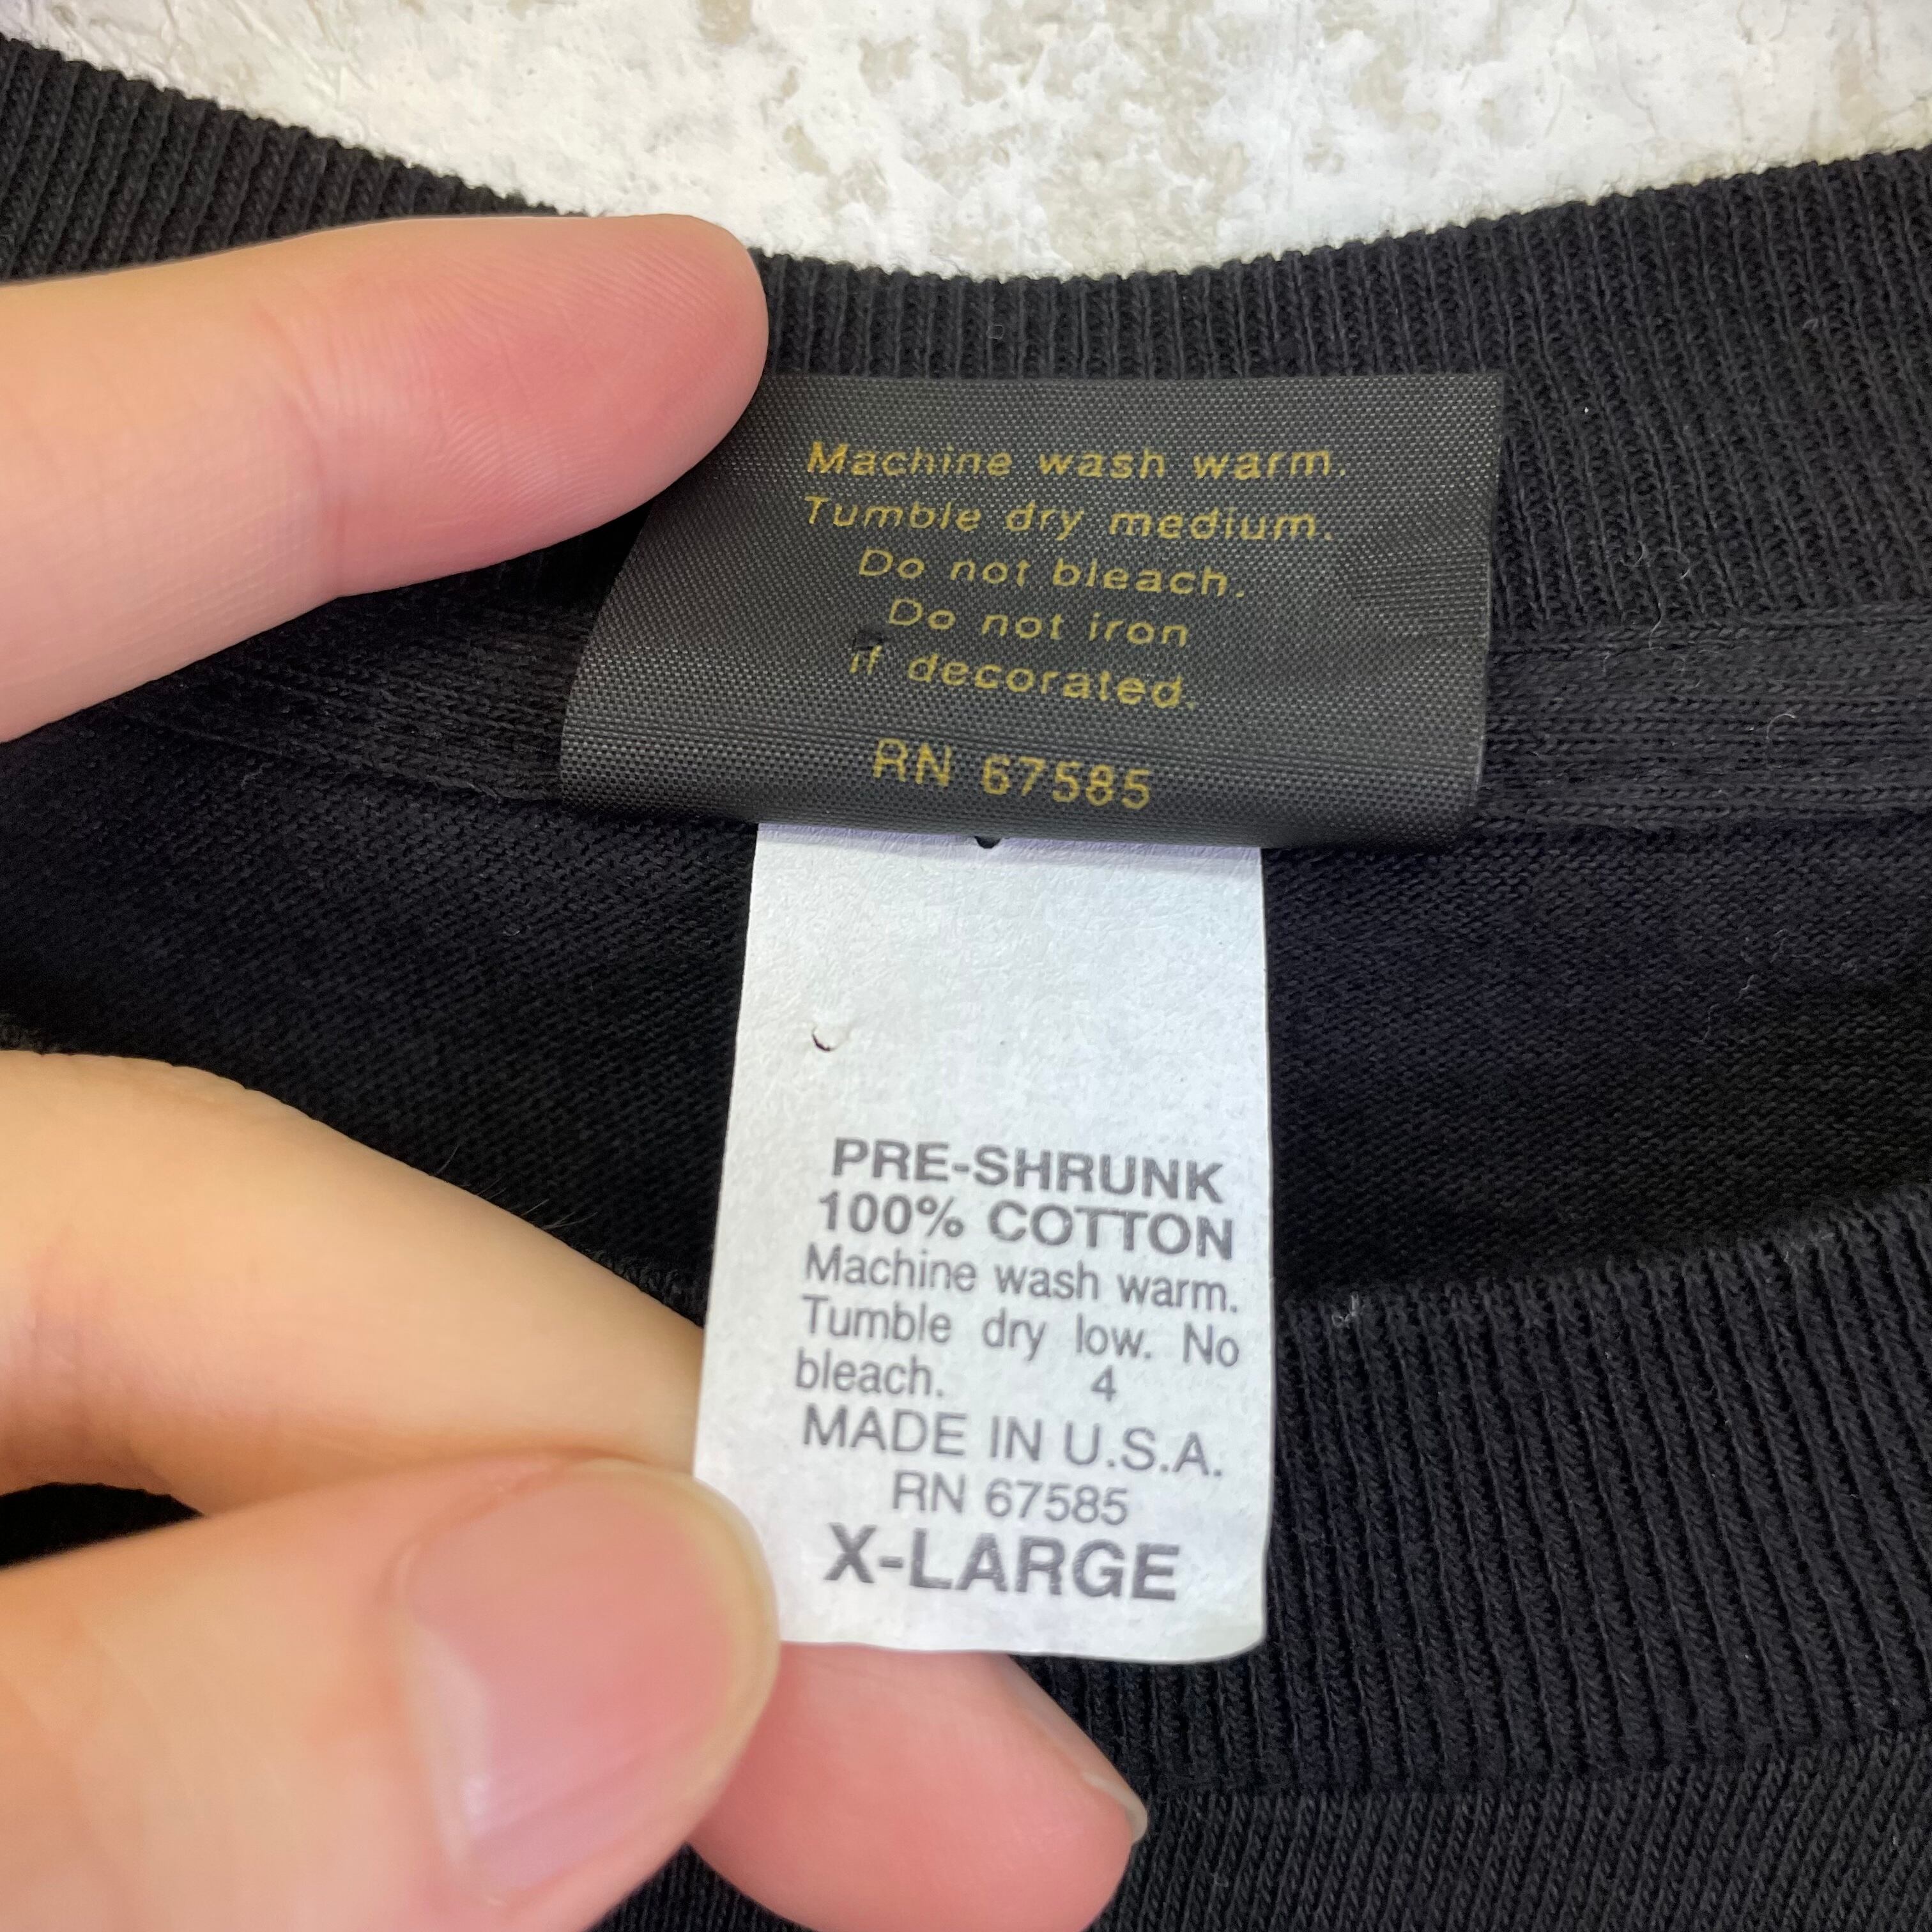 Machine wash warm.
Tumble dry medium.
Do not bleach.
Do not iron
if decorated.
RN 67585
PRE-SHRUNK
100% COTTON
Machine wash warm.
Tumble dry low. No
bleach. 4
MADE IN U.S.A.
RN 67585
X-LARGE